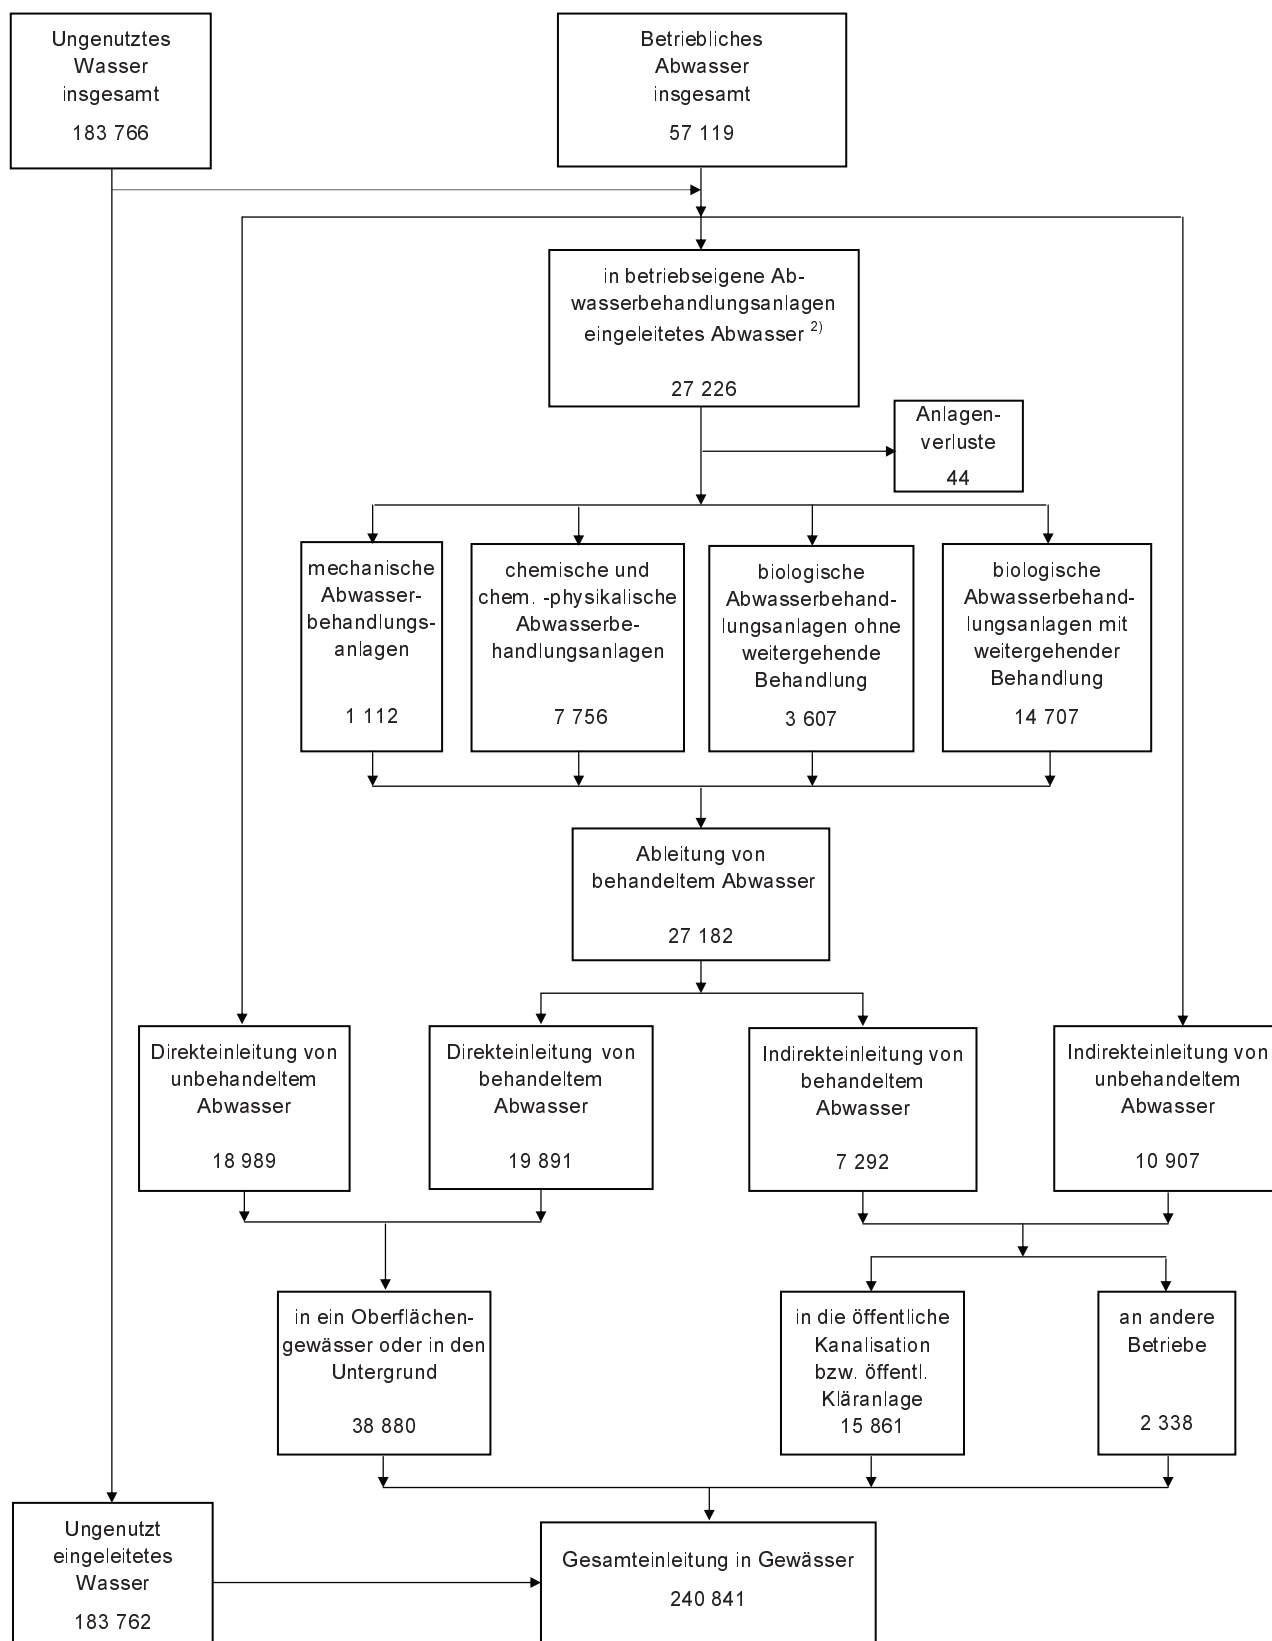 Ungenutztes
Wasser
insgesamt
183 766
Betriebliches
Abwasser
insgesamt
57 119
in betriebseigene Ab-
wasserbehandlungsanlagen
eingeleitetes Abwasser 2)
27 226
Anlagen-
verluste
44
mechanische
Abwasser-
behandlungs-
anlagen
1 112
chemische und
chem. -physikalische
Abwasserbe-
handlungsanlagen
7 756
biologische
Abwasserbehand-
lungsanlagen ohne
weitergehende
Behandlung
3 607
biologische
Abwasserbehand-
lungsanlagen mit
weitergehender
Behandlung
14 707
Ableitung von
behandeltem Abwasser
27 182
Direkteinleitung von
unbehandeltem
Abwasser
18 989
Direkteinleitung von
behandeltem
Abwasser
19 891
Indirekteinleitung von
behandeltem
Abwasser
7 292
Indirekteinleitung von
unbehandeltem
Abwasser
10 907
in ein Oberflächen-
gewässer oder in den
Untergrund
38 880
in die öffentliche
Kanalisation
bzw. öffentl.
Kläranlage
15 861
an andere
Betriebe
2 338
Ungenutzt
eingeleitetes
Wasser
183 762
Gesamteinleitung in Gewässer
240 841